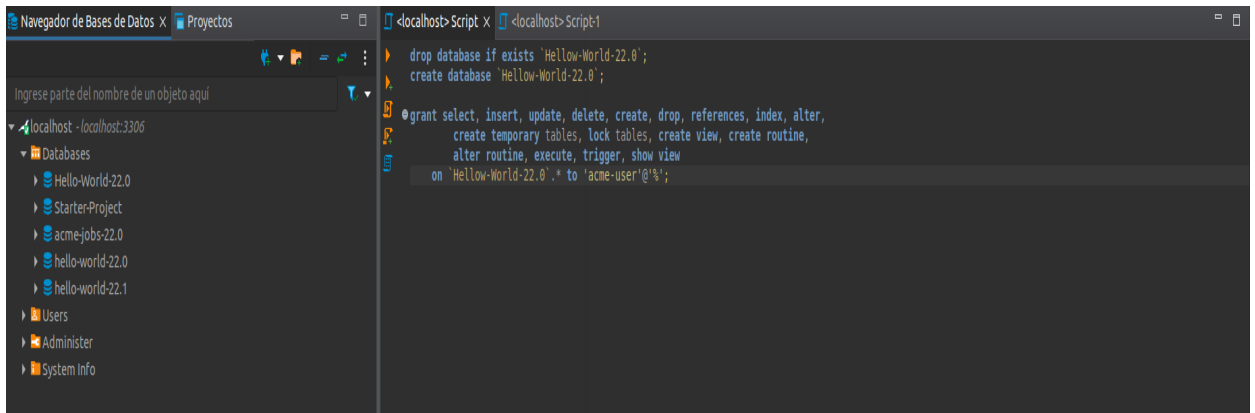 Navegador de Bases de Datos
Proyectos
Ingrese parte del nombre de un objeto aquí
localhost - localhost:3306
Databases
Hello-World-22.0
Starter-Project
acme-jobs-22.0
hello-world-22.0
hello-world-22.1
Users
Administer
System Info
<localhost> Script
<localhost> Script-1
drop database if exists `Hellow-World-22.0`;
create database `Hellow-World-22.0`;
grant select, insert, update, delete, create, drop, references, index, alter,
create temporary tables, lock tables, create view, create routine,
alter routine, execute, trigger, show view
on `Hellow-World-22.0`.* to 'acme-user'@'%';